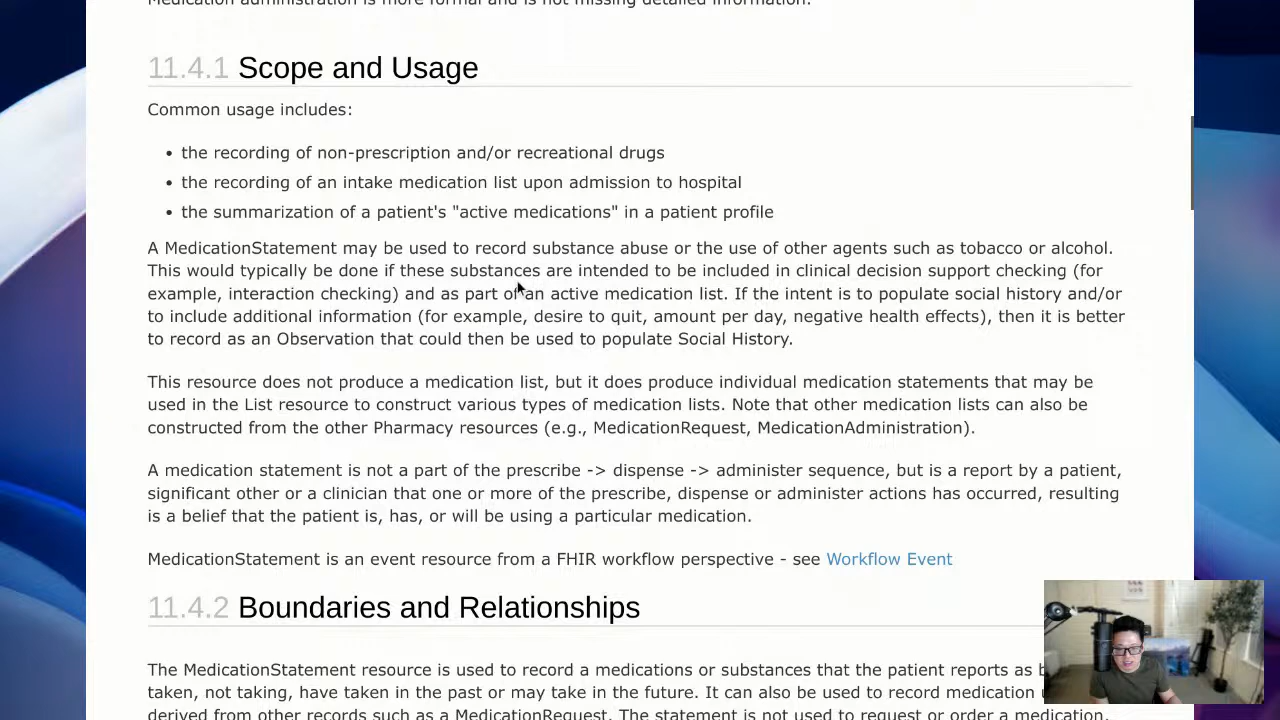 Medication administration is more formal and is not missing detailed information.
11.4.1 Scope and Usage
Common usage includes:
• the recording of non-prescription and/or recreational drugs
• the recording of an intake medication list upon admission to hospital
• the summarization of a patient's "active medications" in a patient profile
A MedicationStatement may be used to record substance abuse or the use of other agents such as tobacco or alcohol.
This would typically be done if these substances are intended to be included in clinical decision support checking (for
example, interaction checking) and as part of an active medication list. If the intent is to populate social history and/or
to include additional information (for example, desire to quit, amount per day, negative health effects), then it is better
to record as an Observation that could then be used to populate Social History.
This resource does not produce a medication list, but it does produce individual medication statements that may be
used in the List resource to construct various types of medication lists. Note that other medication lists can also be
constructed from the other Pharmacy resources (e.g., MedicationRequest, MedicationAdministration).
A medication statement is not a part of the prescribe -> dispense -> administer sequence, but is a report by a patient,
significant other or a clinician that one or more of the prescribe, dispense or administer actions has occurred, resulting
is a belief that the patient is, has, or will be using a particular medication.
MedicationStatement is an event resource from a FHIR workflow perspective - see Workflow Event
11.4.2 Boundaries and Relationships
The MedicationStatement resource is used to record a medications or substances that the patient reports as
taken, not taking, have taken in the past or may take in the future. It can also be used to record medication
derived from other records such as a MedicationRequest. The statement is not used to request or order a medication,